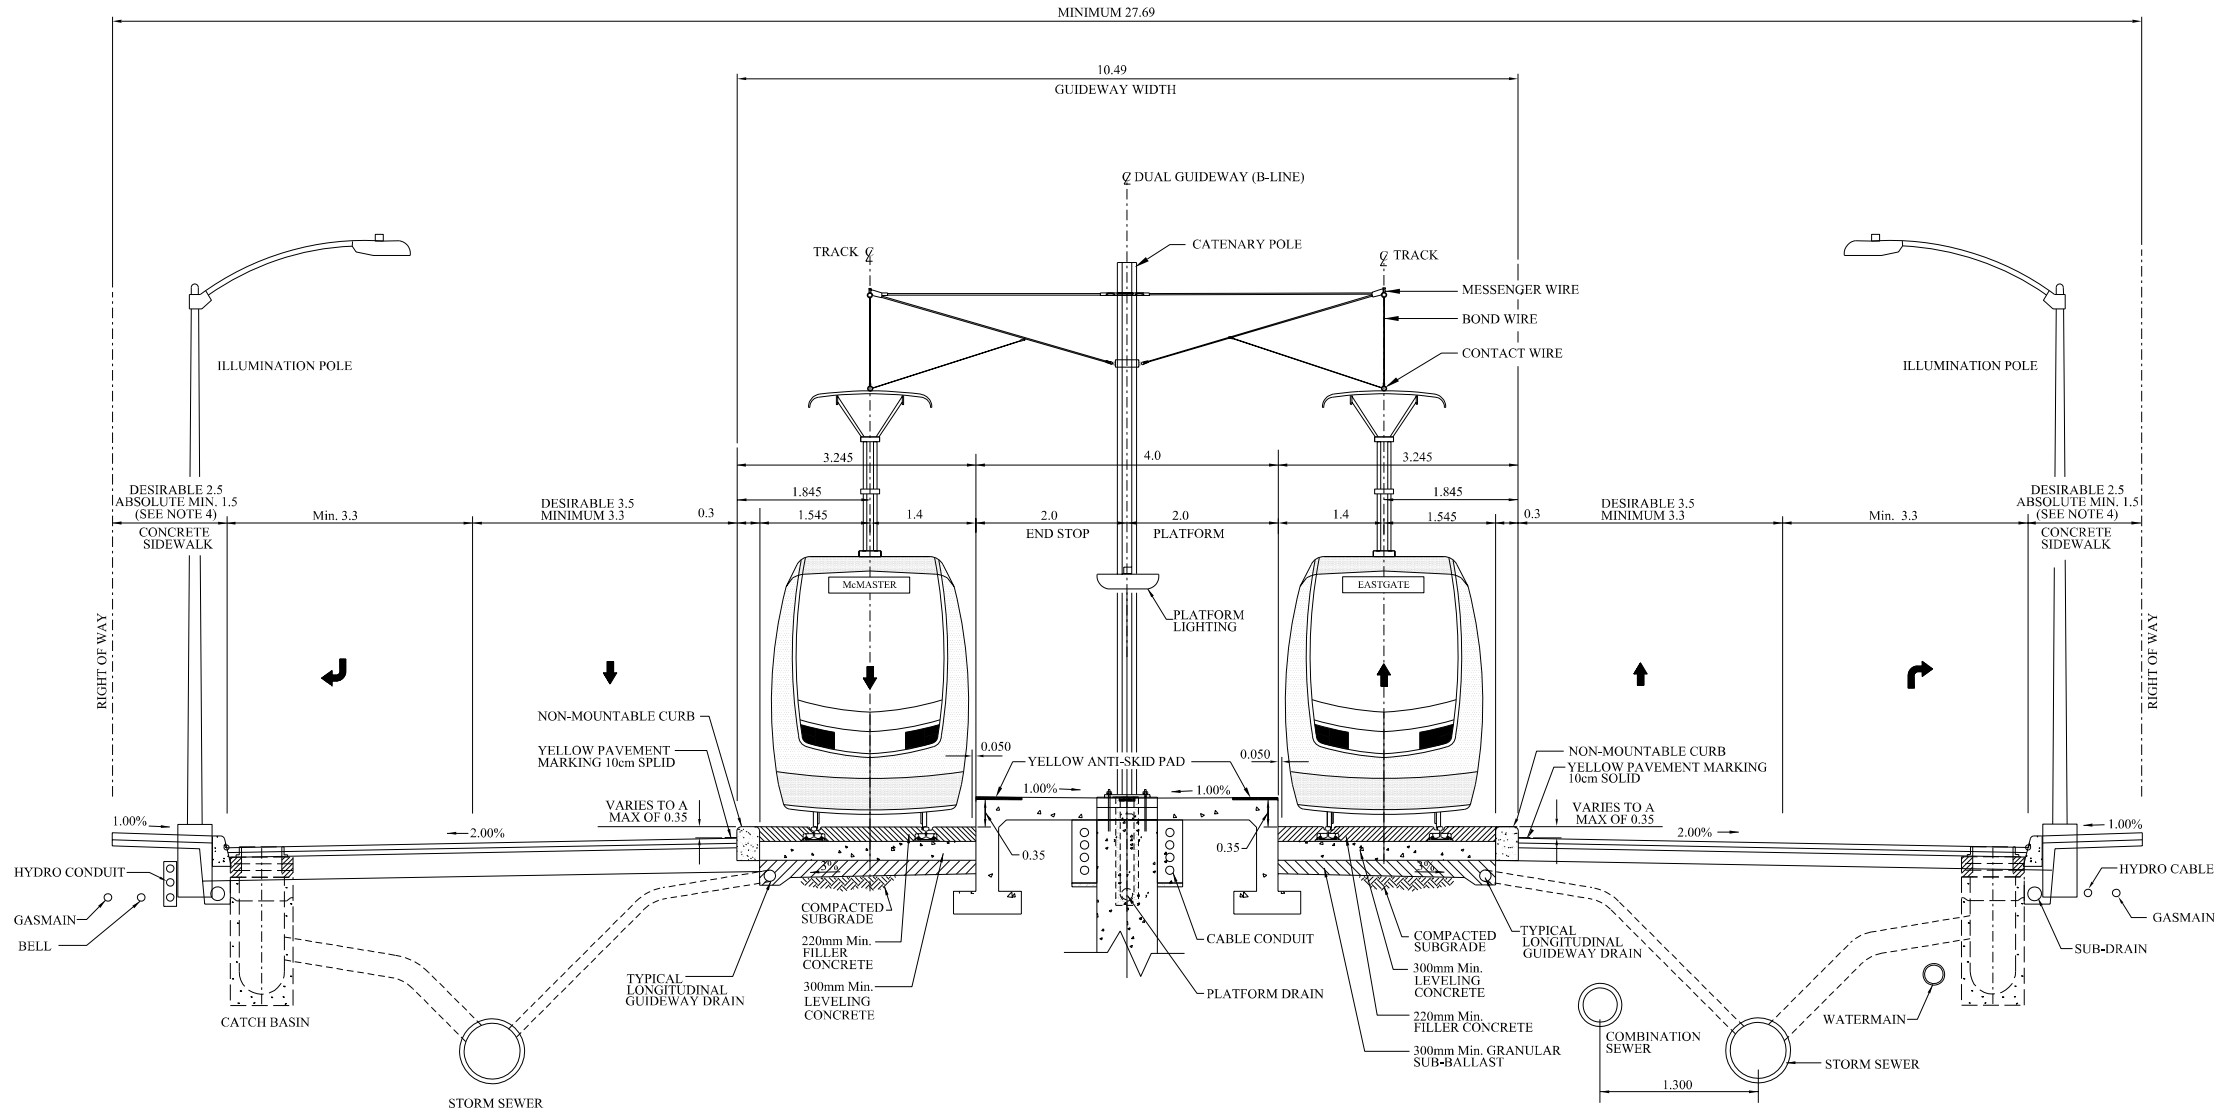 MINIMUM 27.69
10.49
GUIDEWAY WIDTH
℄ DUAL GUIDEWAY (B-LINE)
CATENARY POLE
TRACK ℄
℄ TRACK
MESSENGER WIRE
BOND WIRE
CONTACT WIRE
ILLUMINATION POLE
ILLUMINATION POLE
3.245
4.0
3.245
DESIRABLE 2.5
ABSOLUTE MIN. 1.5
(SEE NOTE 4)
CONCRETE
SIDEWALK
Min. 3.3
DESIRABLE 3.5
MINIMUM 3.3
0.3
1.845
1.545
1.4
2.0
2.0
END STOP
PLATFORM
1.4
1.845
1.545
0.3
DESIRABLE 3.5
MINIMUM 3.3
Min. 3.3
DESIRABLE 2.5
ABSOLUTE MIN. 1.5
(SEE NOTE 4)
CONCRETE
SIDEWALK
McMASTER
EASTGATE
PLATFORM
LIGHTING
RIGHT OF WAY
RIGHT OF WAY
NON-MOUNTABLE CURB
YELLOW PAVEMENT
MARKING 10cm SPLID
0.050
YELLOW ANTI-SKID PAD
0.050
NON-MOUNTABLE CURB
YELLOW PAVEMENT MARKING
10cm SOLID
1.00%
1.00%
VARIES TO A
MAX OF 0.35
VARIES TO A
MAX OF 0.35
1.00%
2.00%
2.00%
1.00%
0.35
0.35
3%
3%
HYDRO CONDUIT
GASMAIN
BELL
HYDRO CABLE
GASMAIN
SUB-DRAIN
COMPACTED
SUBGRADE
220mm Min.
FILLER
CONCRETE
300mm Min.
LEVELING
CONCRETE
TYPICAL
LONGITUDINAL
GUIDEWAY DRAIN
CABLE CONDUIT
PLATFORM DRAIN
COMPACTED
SUBGRADE
300mm Min.
LEVELING
CONCRETE
220mm Min.
FILLER CONCRETE
300mm Min. GRANULAR
SUB-BALLAST
TYPICAL
LONGITUDINAL
GUIDEWAY DRAIN
CATCH BASIN
STORM SEWER
COMBINATION
SEWER
WATERMAIN
STORM SEWER
1.300